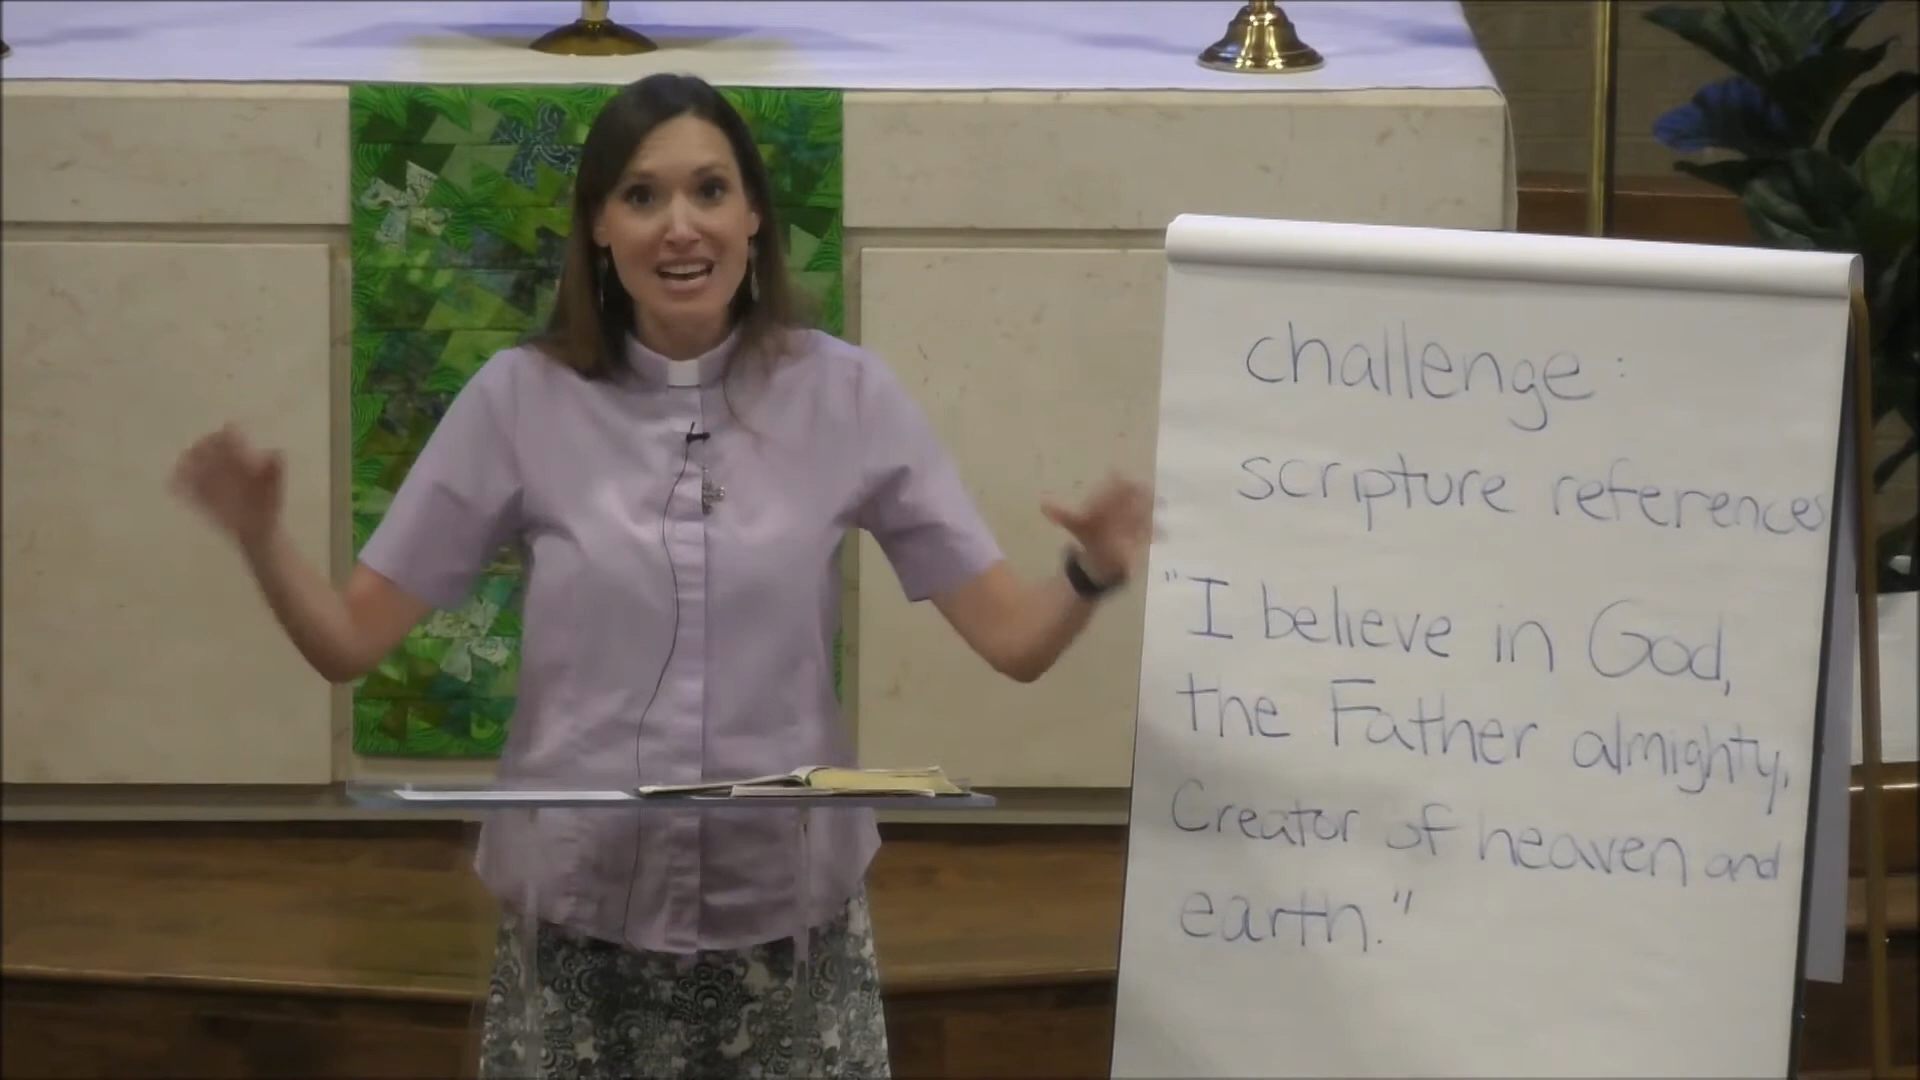 challenge:
scripture references
"I believe in God,
the Father almighty,
Creator of heaven and
earth."